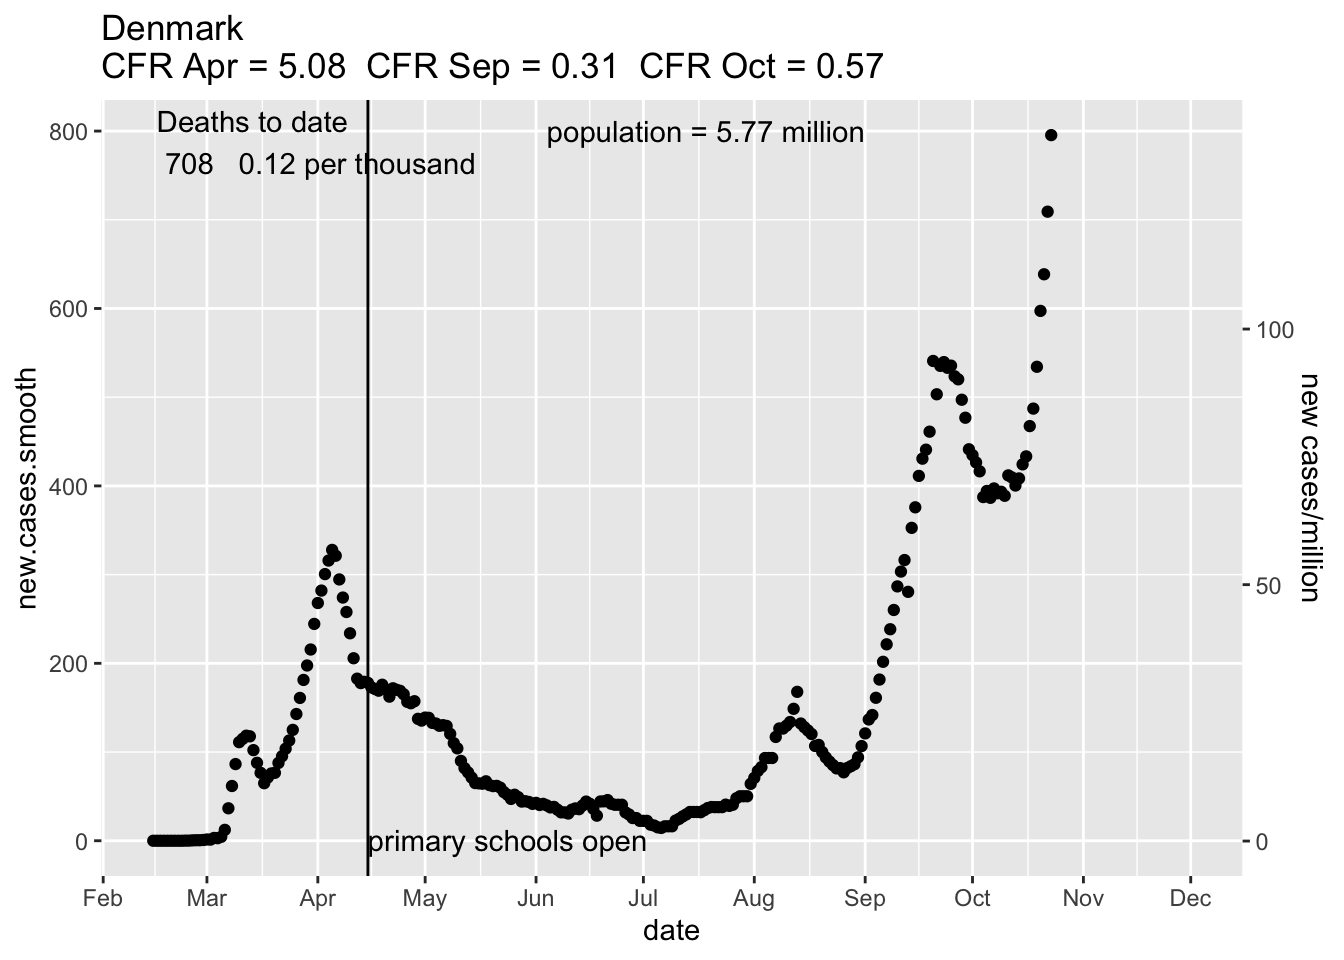 Denmark
CFR Apr = 5.08  CFR Sep = 0.31  CFR Oct = 0.57
Deaths to date
708   0.12 per thousand
population = 5.77 million
800
600
400
200
0
new.cases.smooth
100
50
0
new cases/million
primary schools open
Feb Mar Apr May Jun Jul Aug Sep Oct Nov Dec
date